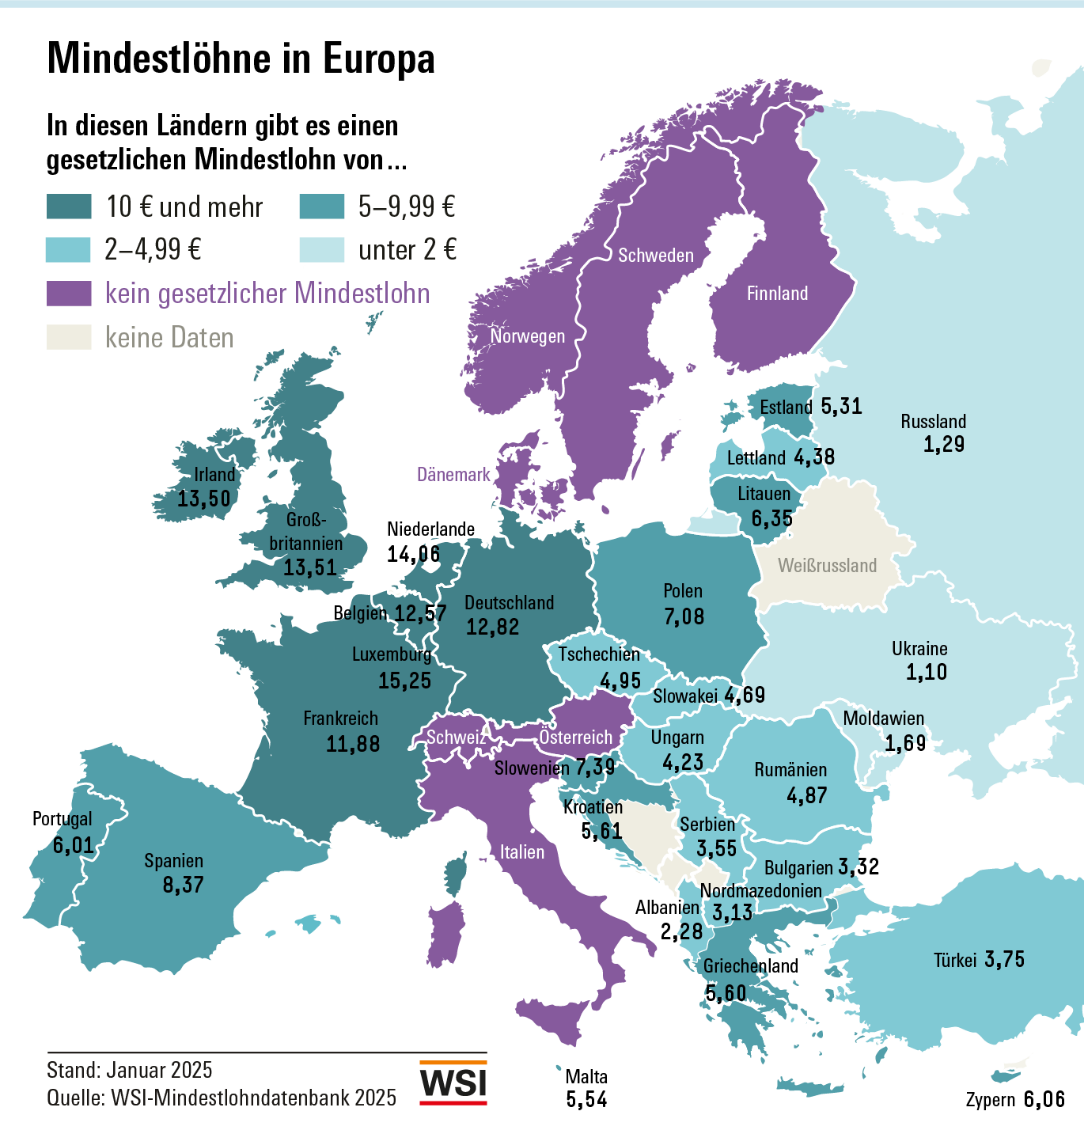 Mindestlöhne in Europa
In diesen Ländern gibt es einen
gesetzlichen Mindestlohn von...
10 € und mehr
5–9,99 €
2–4,99 €
unter 2 €
kein gesetzlicher Mindestlohn
keine Daten
Schweden
Finnland
Norwegen
Estland 5,31
Russland
1,29
Lettland 4,38
Dänemark
Irland
13,50
Litauen
6,35
Groß-
britannien
13,51
Niederlande
14,06
Weißrussland
Belgien 12,57
Deutschland
12,82
Polen
7,08
Luxemburg
15,25
Tschechien
4,95
Ukraine
1,10
Slowakei 4,69
Frankreich
11,88
Schweiz
Österreich
Ungarn
4,23
Moldawien
1,69
Slowenien 7,39
Rumänien
4,87
Kroatien
5,61
Portugal
6,01
Serbien
3,55
Spanien
8,37
Italien
Bulgarien 3,32
Nordmazedonien
3,13
Albanien
2,28
Griechenland
5,60
Türkei 3,75
Malta
5,54
Zypern 6,06
Stand: Januar 2025
Quelle: WSI-Mindestlohndatenbank 2025
WSI